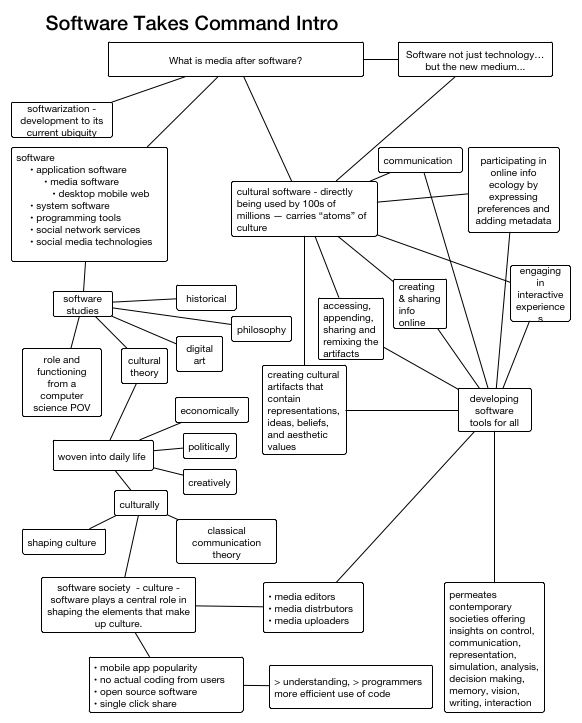 Software Takes Command Intro
What is media after software?
Software not just technology…
but the new medium...
softwarization -
development to its
current ubiquity
software
• application software
• media software
• desktop mobile web
• system software
• programming tools
• social network services
• social media technologies
communication
participating in
online info
ecology by
expressing
preferences and
adding metadata
cultural software - directly
being used by 100s of
millions — carries “atoms” of
culture
engaging
in
interactive
experience
s
software
studies
historical
philosophy
digital
art
accessing,
appending,
sharing and
remixing the
artifacts
creating
& sharing
info
online
role and
functioning
from a
computer
science POV
cultural
theory
creating cultural
artifacts that
contain
representations,
ideas, beliefs,
and aesthetic
values
developing
software
tools for all
economically
politically
creatively
woven into daily life
culturally
shaping culture
classical
communication
theory
software society  - culture -
software plays a central role in
shaping the elements that make
up culture.
• media editors
• media distrbutors
• media uploaders
permeates
contemporary
societies offering
insights on control,
communication,
representation,
simulation, analysis,
decision making,
memory, vision,
writing, interaction
• mobile app popularity
• no actual coding from users
• open source software
• single click share
> understanding, > programmers
more efficient use of code